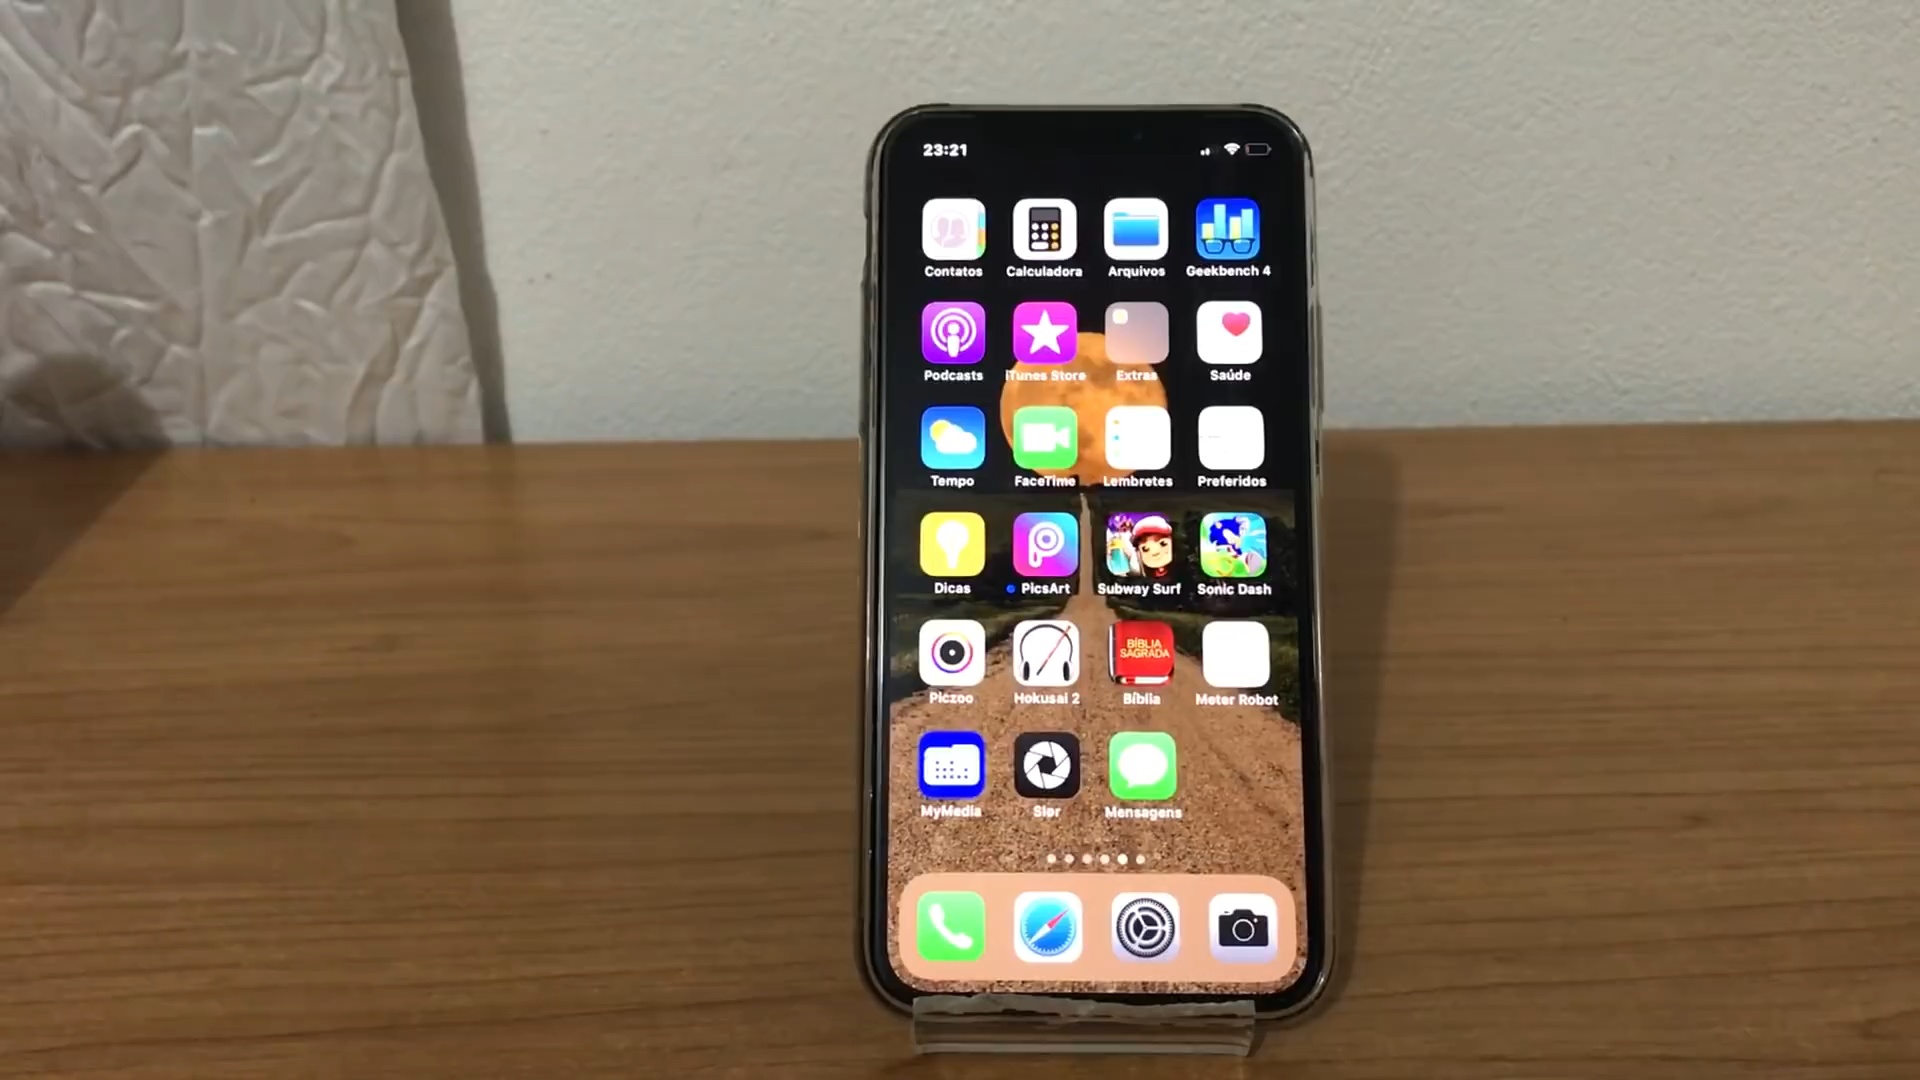 23:21
Contatos Calculadora Arquivos Geekbench 4
Podcasts iTunes Store Extras Saúde
Tempo FaceTime Lembretes Preferidos
Dicas PicsArt Subway Surf Sonic Dash
BÍBLIA
SAGRADA
Piczoo Hokusai 2 Bíblia Meter Robot
MyMedia Slør Mensagens